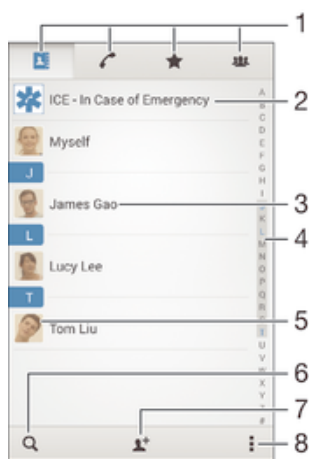 1
ICE - In Case of Emergency
2
Myself
J
James Gao
3
L
4
Lucy Lee
T
Tom Liu
5
6
7
8
A
B
C
D
E
F
G
H
I
J
K
L
M
N
O
P
Q
R
S
T
U
V
W
X
Y
Z
#